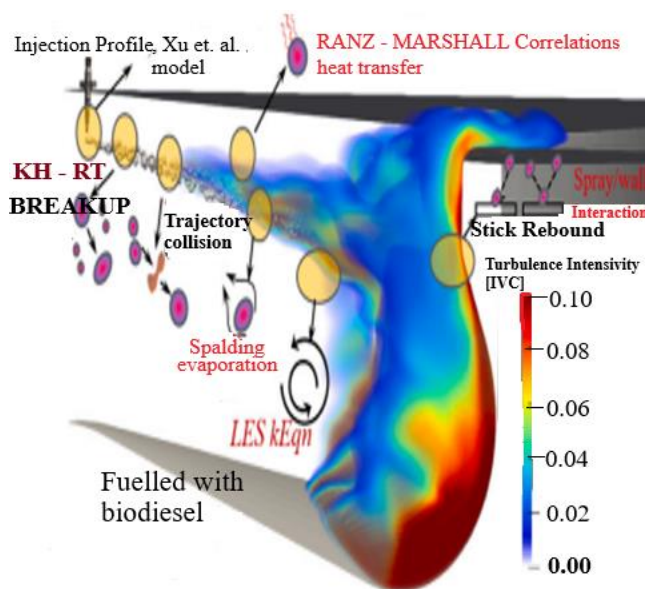 Injection Profile, Xu et. al. .
model
RANZ - MARSHALL Correlations
heat transfer
KH - RT
BREAKUP
Trajectory
collision
Spalding
evaporation
LES kEqn
Fuelled with
biodiesel
Spray/wall
Interaction
Stick Rebound
Turbulence Intensivity
[IVC]
0.10
0.08
0.06
0.04
0.02
0.00